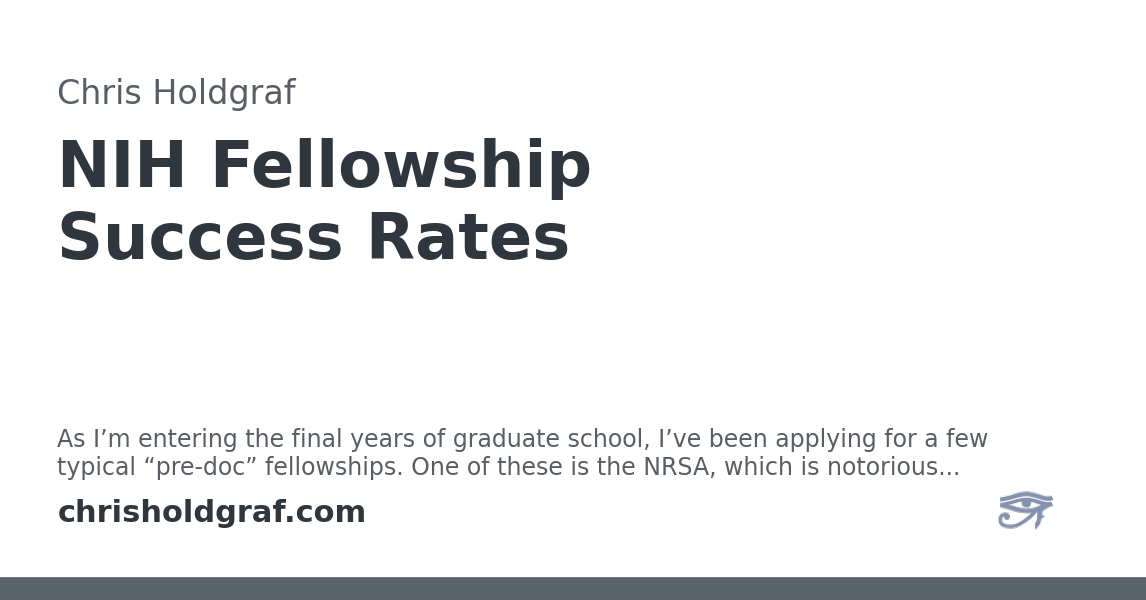 Chris Holdgraf
NIH Fellowship
Success Rates
As I’m entering the final years of graduate school, I’ve been applying for a few
typical “pre-doc” fellowships. One of these is the NRSA, which is notorious...
chrisholdgraf.com